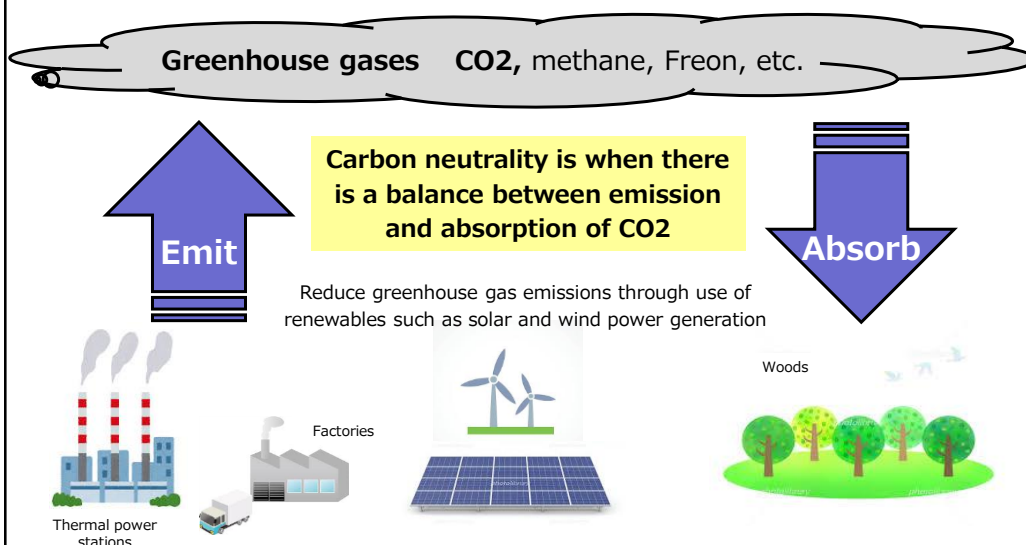 Greenhouse gases CO2, methane, Freon, etc.
Carbon neutrality is when there
is a balance between emission
and absorption of CO2
Emit
Absorb
Reduce greenhouse gas emissions through use of
renewables such as solar and wind power generation
Woods
Factories
Thermal power
stations